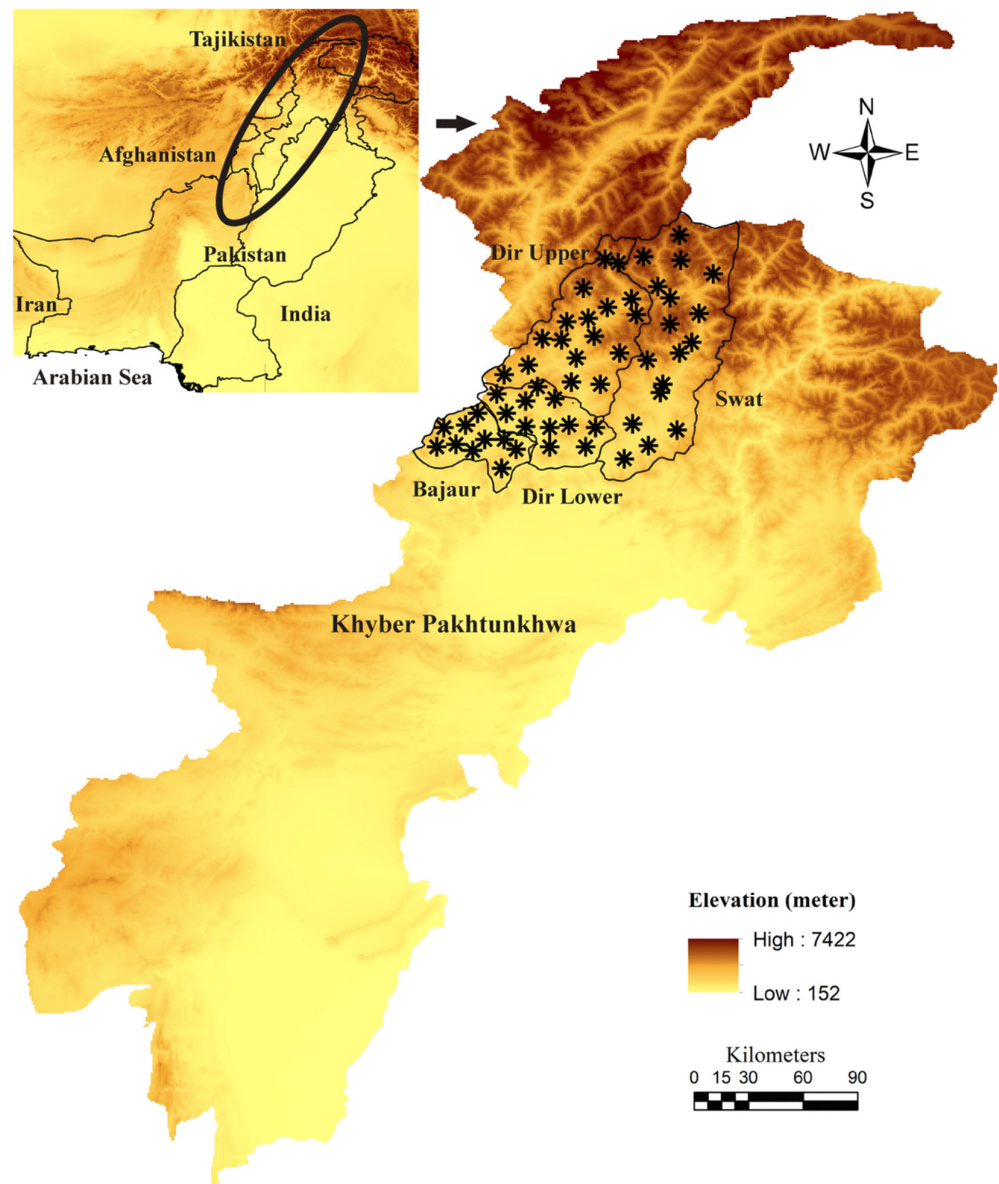 Tajikistan
Afghanistan
Pakistan
Iran
India
Arabian Sea
N
W E
S
Dir Upper
Swat
Bajaur
Dir Lower
Khyber Pakhtunkhwa
Elevation (meter)
High : 7422
Low : 152
Kilometers
0 15 30 60 90